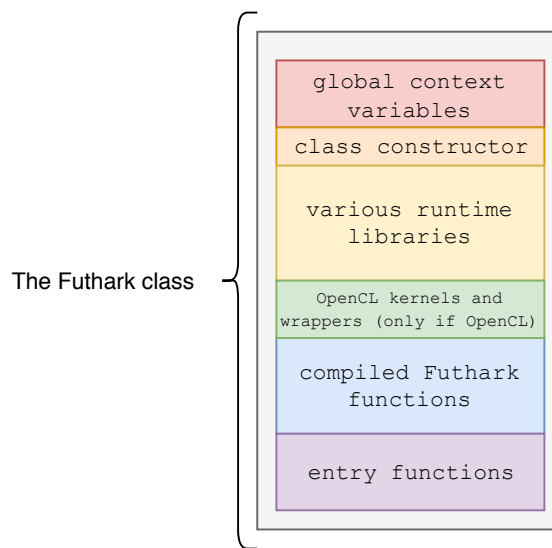 global context
variables
class constructor
various runtime
libraries
The Futhark class
OpenCL kernels and
wrappers (only if OpenCL)
compiled Futhark
functions
entry functions